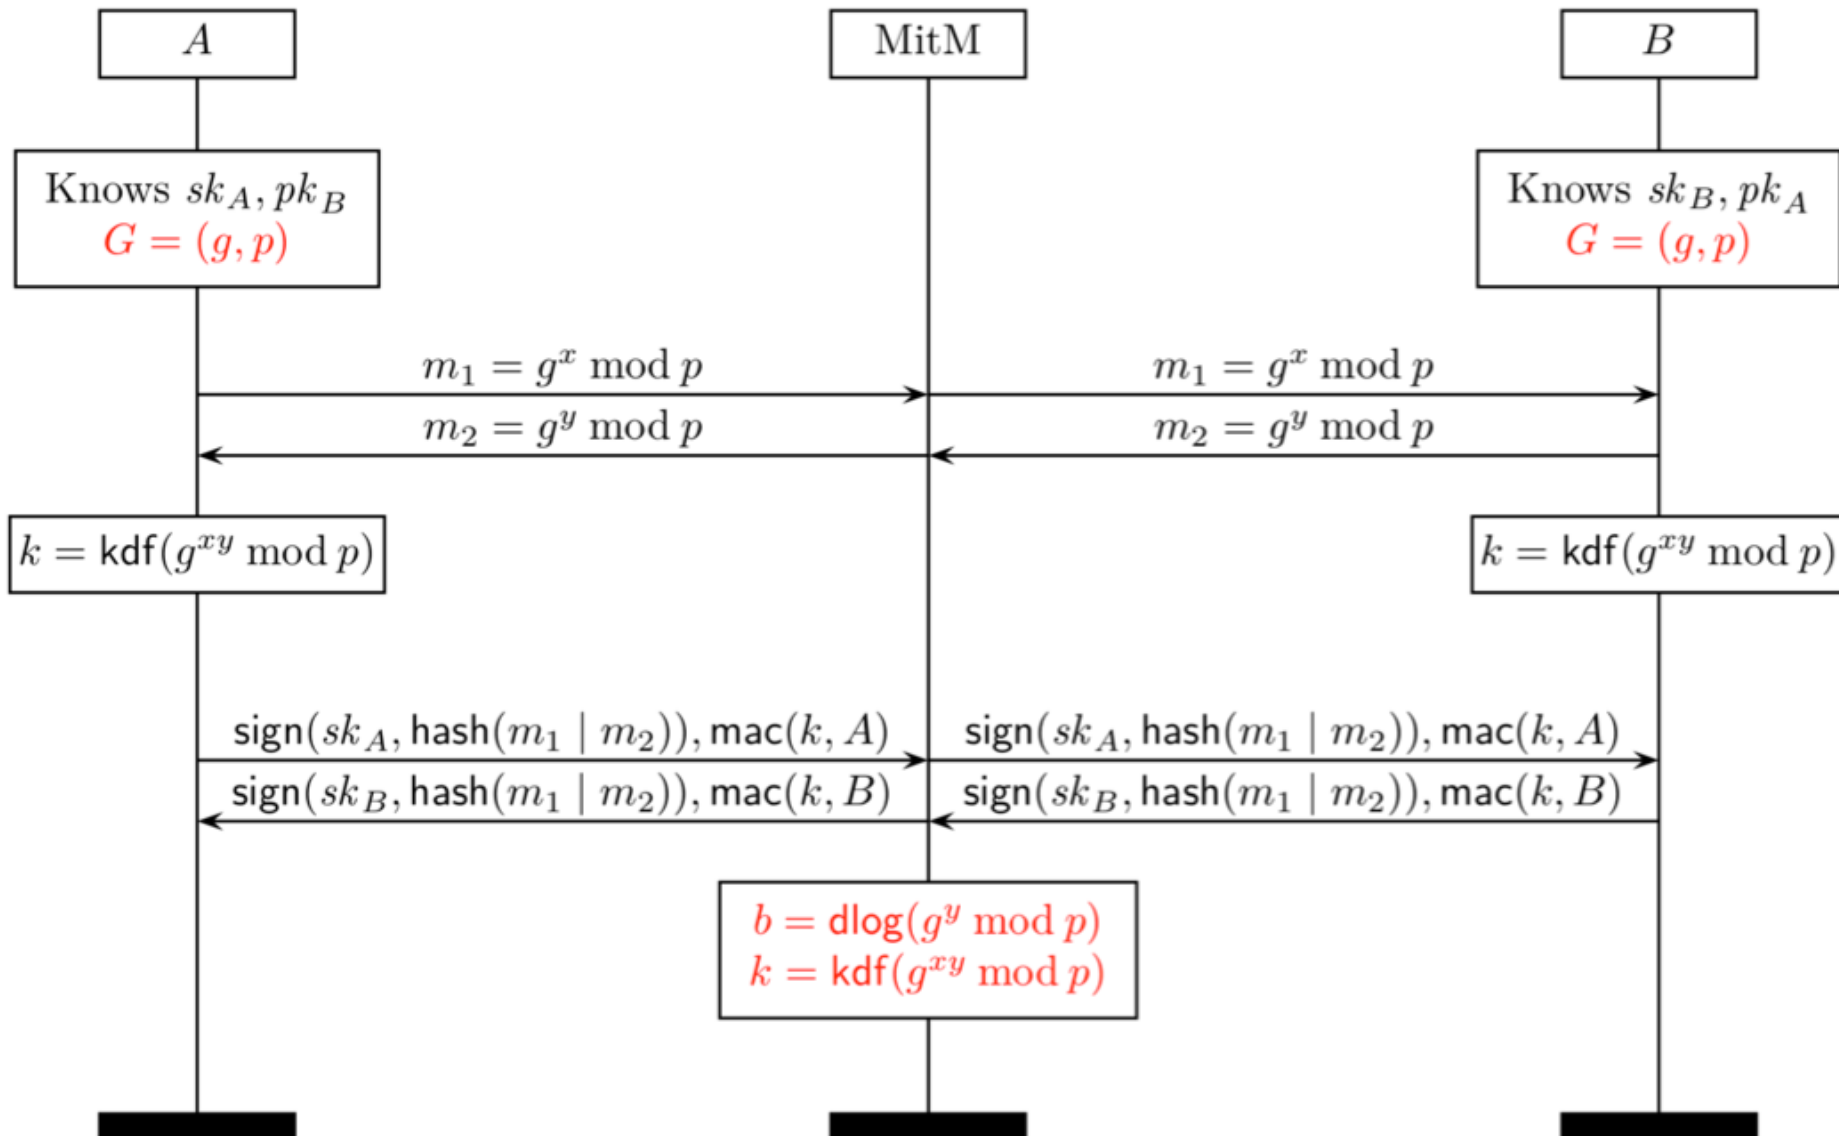 A
MitM
B
Knows sk_A, pk_B
G = (g, p)
Knows sk_B, pk_A
G = (g, p)
m_1 = g^x mod p
m_1 = g^x mod p
m_2 = g^y mod p
m_2 = g^y mod p
k = kdf(g^{xy} mod p)
k = kdf(g^{xy} mod p)
sign(sk_A, hash(m_1 | m_2)), mac(k, A)
sign(sk_A, hash(m_1 | m_2)), mac(k, A)
sign(sk_B, hash(m_1 | m_2)), mac(k, B)
sign(sk_B, hash(m_1 | m_2)), mac(k, B)
b = dlog(g^y mod p)
k = kdf(g^{xy} mod p)